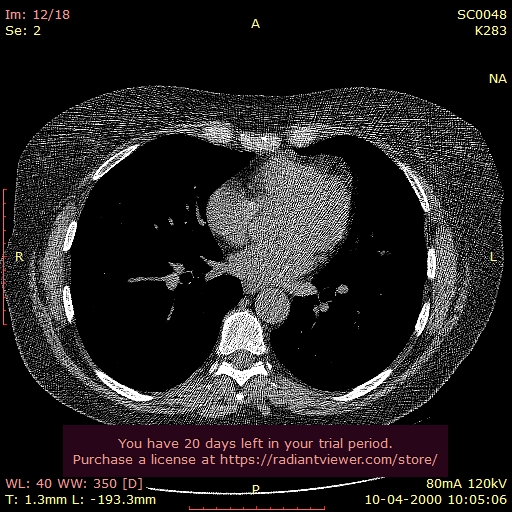 Im: 12/18
Se: 2
A
SC0048
K283
NA
R
L
You have 20 days left in your trial period.
Purchase a license at https://radiantviewer.com/store/
WL: 40 WW: 350 [D]
T: 1.3mm L: -193.3mm
P
80mA 120kV
10-04-2000 10:05:06